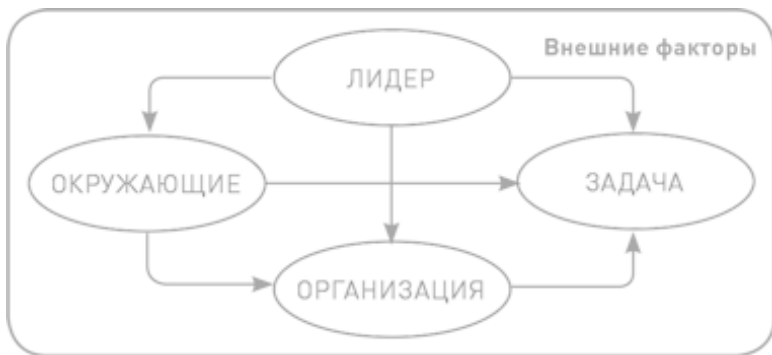 Внешние факторы
ЛИДЕР
ОКРУЖАЮЩИЕ
ЗАДАЧА
ОРГАНИЗАЦИЯ